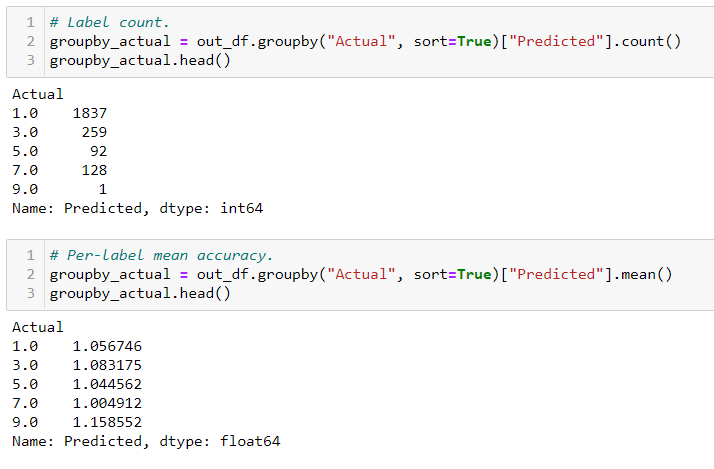 1 # Label count.
2 groupby_actual = out_df.groupby("Actual", sort=True)["Predicted"].count()
3 groupby_actual.head()
Actual
1.0    1837
3.0     259
5.0      92
7.0     128
9.0       1
Name: Predicted, dtype: int64
1 # Per-label mean accuracy.
2 groupby_actual = out_df.groupby("Actual", sort=True)["Predicted"].mean()
3 groupby_actual.head()
Actual
1.0    1.056746
3.0    1.083175
5.0    1.044562
7.0    1.004912
9.0    1.158552
Name: Predicted, dtype: float64